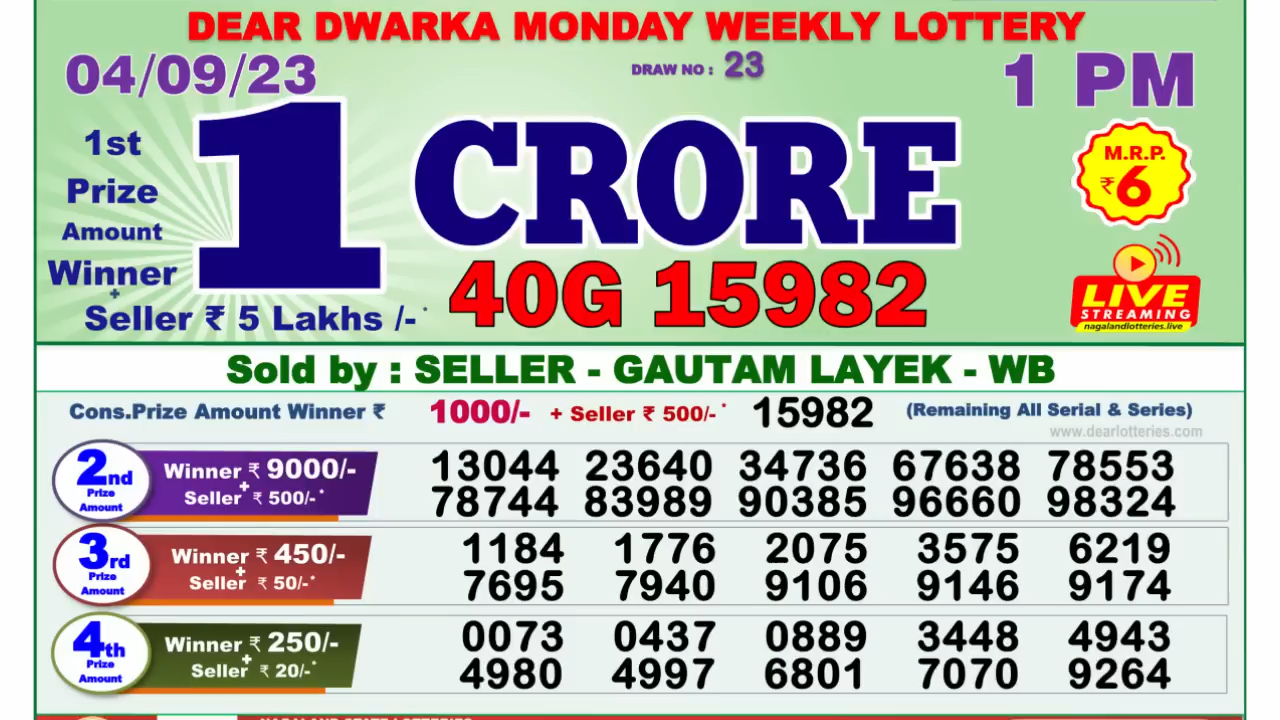 DEAR DWARKA MONDAY WEEKLY LOTTERY
04/09/23
DRAW NO : 23
1 PM
1st
Prize
Amount
Winner
+
Seller ₹ 5 Lakhs /-*
1 CRORE
40G 15982
M.R.P.
₹6
LIVE
STREAMING
nagalandlotteries.live
Sold by : SELLER - GAUTAM LAYEK - WB
Cons.Prize Amount Winner ₹ 1000/- + Seller ₹ 500/-* 15982 (Remaining All Serial & Series)
www.dearlotteries.com
2nd
Prize
Amount
Winner ₹ 9000/-
+
Seller ₹ 500/-*
13044 23640 34736 67638 78553
78744 83989 90385 96660 98324
3rd
Prize
Amount
Winner ₹ 450/-
+
Seller ₹ 50/-*
1184 1776 2075 3575 6219
7695 7940 9106 9146 9174
4th
Prize
Amount
Winner ₹ 250/-
+
Seller ₹ 20/-*
0073 0437 0889 3448 4943
4980 4997 6801 7070 9264